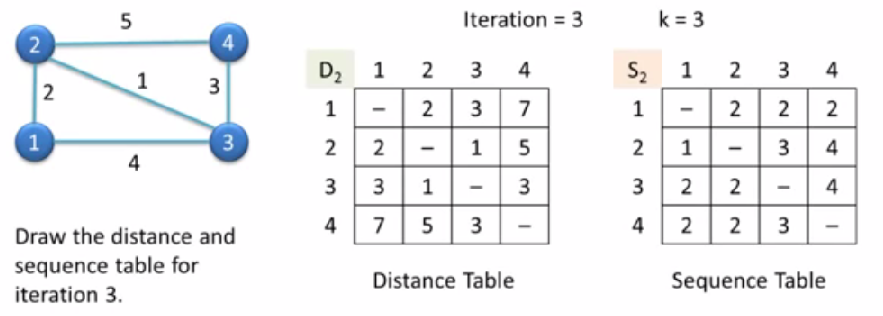 Iteration = 3 k = 3
5
2 4
2 1 3
1 3
4
Draw the distance and
sequence table for
iteration 3.
D₂ 1 2 3 4
1 – 2 3 7
2 2 – 1 5
3 3 1 – 3
4 7 5 3 –
Distance Table
S₂ 1 2 3 4
1 – 2 2 2
2 1 – 3 4
3 2 2 – 4
4 2 2 3 –
Sequence Table